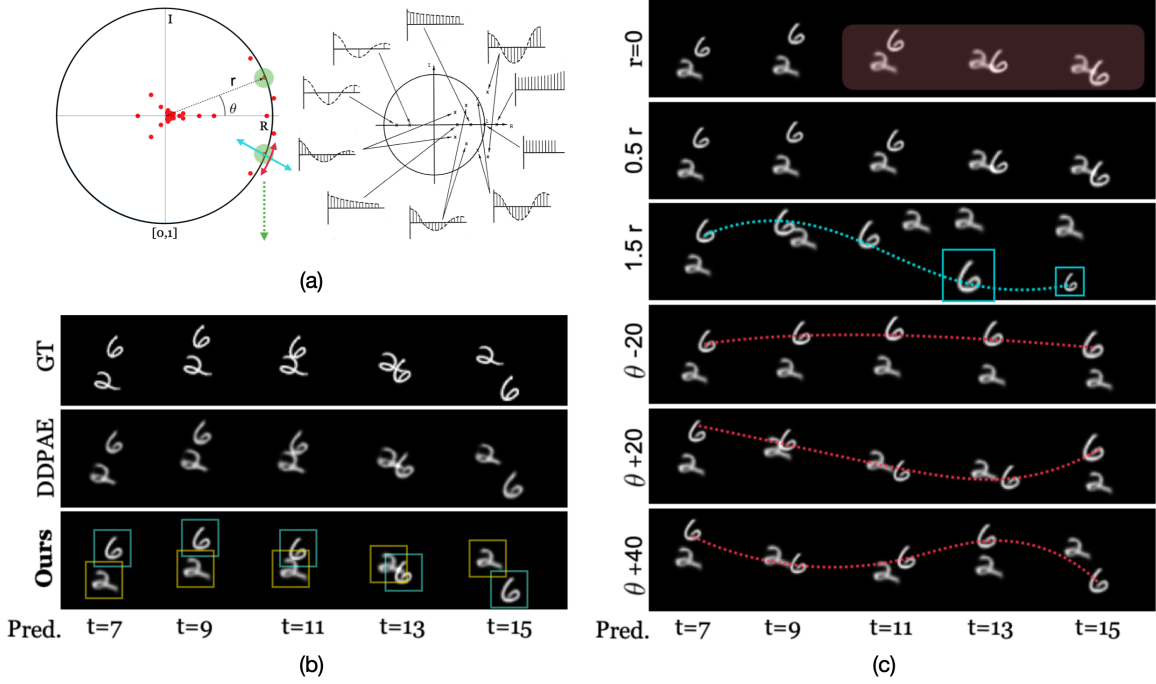 I
r
θ
R
[0,1]
R
(a)
GT
DDPAE
Ours
Pred. t=7 t=9 t=11 t=13 t=15
(b)
r=0
0.5 r
1.5 r
θ -20
θ +20
θ +40
Pred. t=7 t=9 t=11 t=13 t=15
(c)